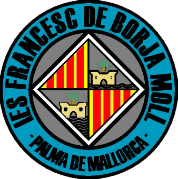 IES FRANCESC DE BORJA MOLL
- PALMA DE MALLORCA -